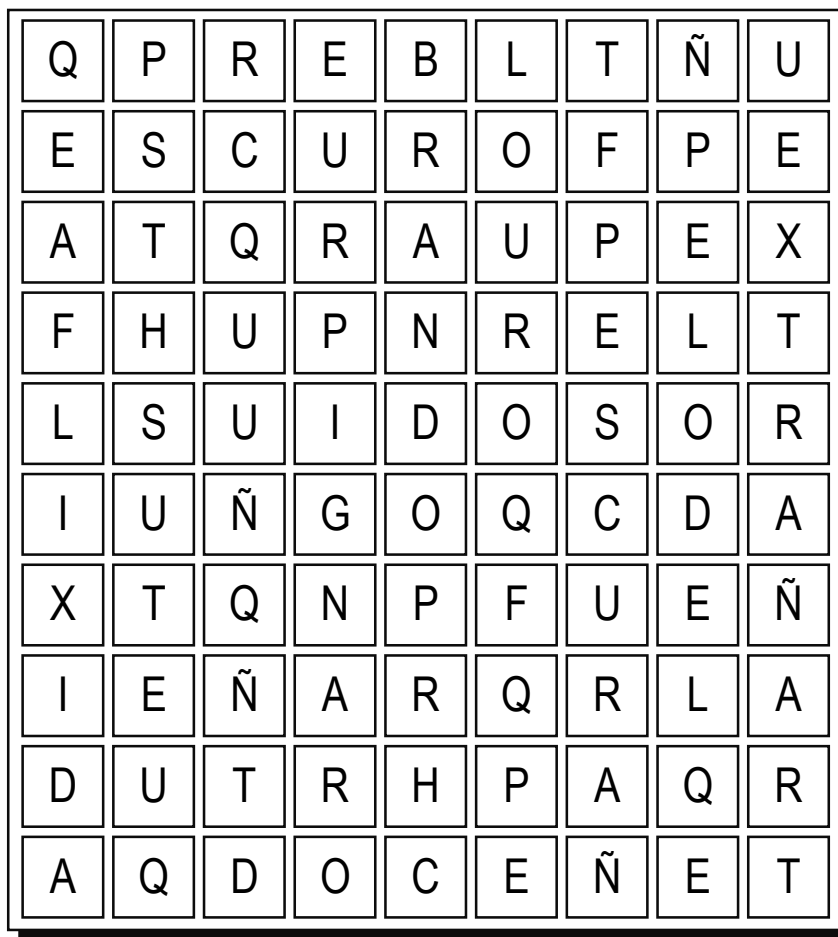 Q P R E B L T Ñ U
E S C U R O F P E
A T Q R A U P E X
F H U P N R E L T
L S U I D O S O R
I U Ñ G O Q C D A
X T Q N P F U E Ñ
I E Ñ A R Q R L A
D U T R H P A Q R
A Q D O C E Ñ E T